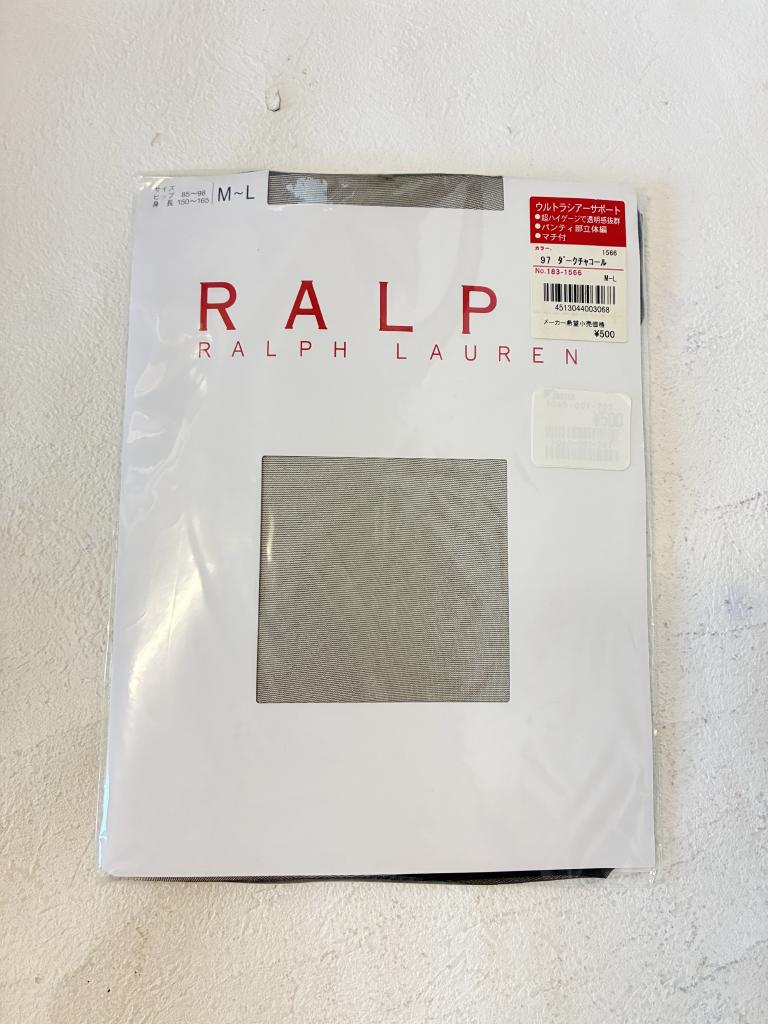 サイズ
ヒップ 85〜98
身長 150〜165
M〜L
ウルトラシアーサポート
●超ハイゲージで透明感抜群
●パンティ部立体編
●マチ付
カラー.
1566
97 ダークチャコール
No.183-1566
M-L
4513044003068
メーカー希望小売価格
¥500
RALP
RALPH LAUREN